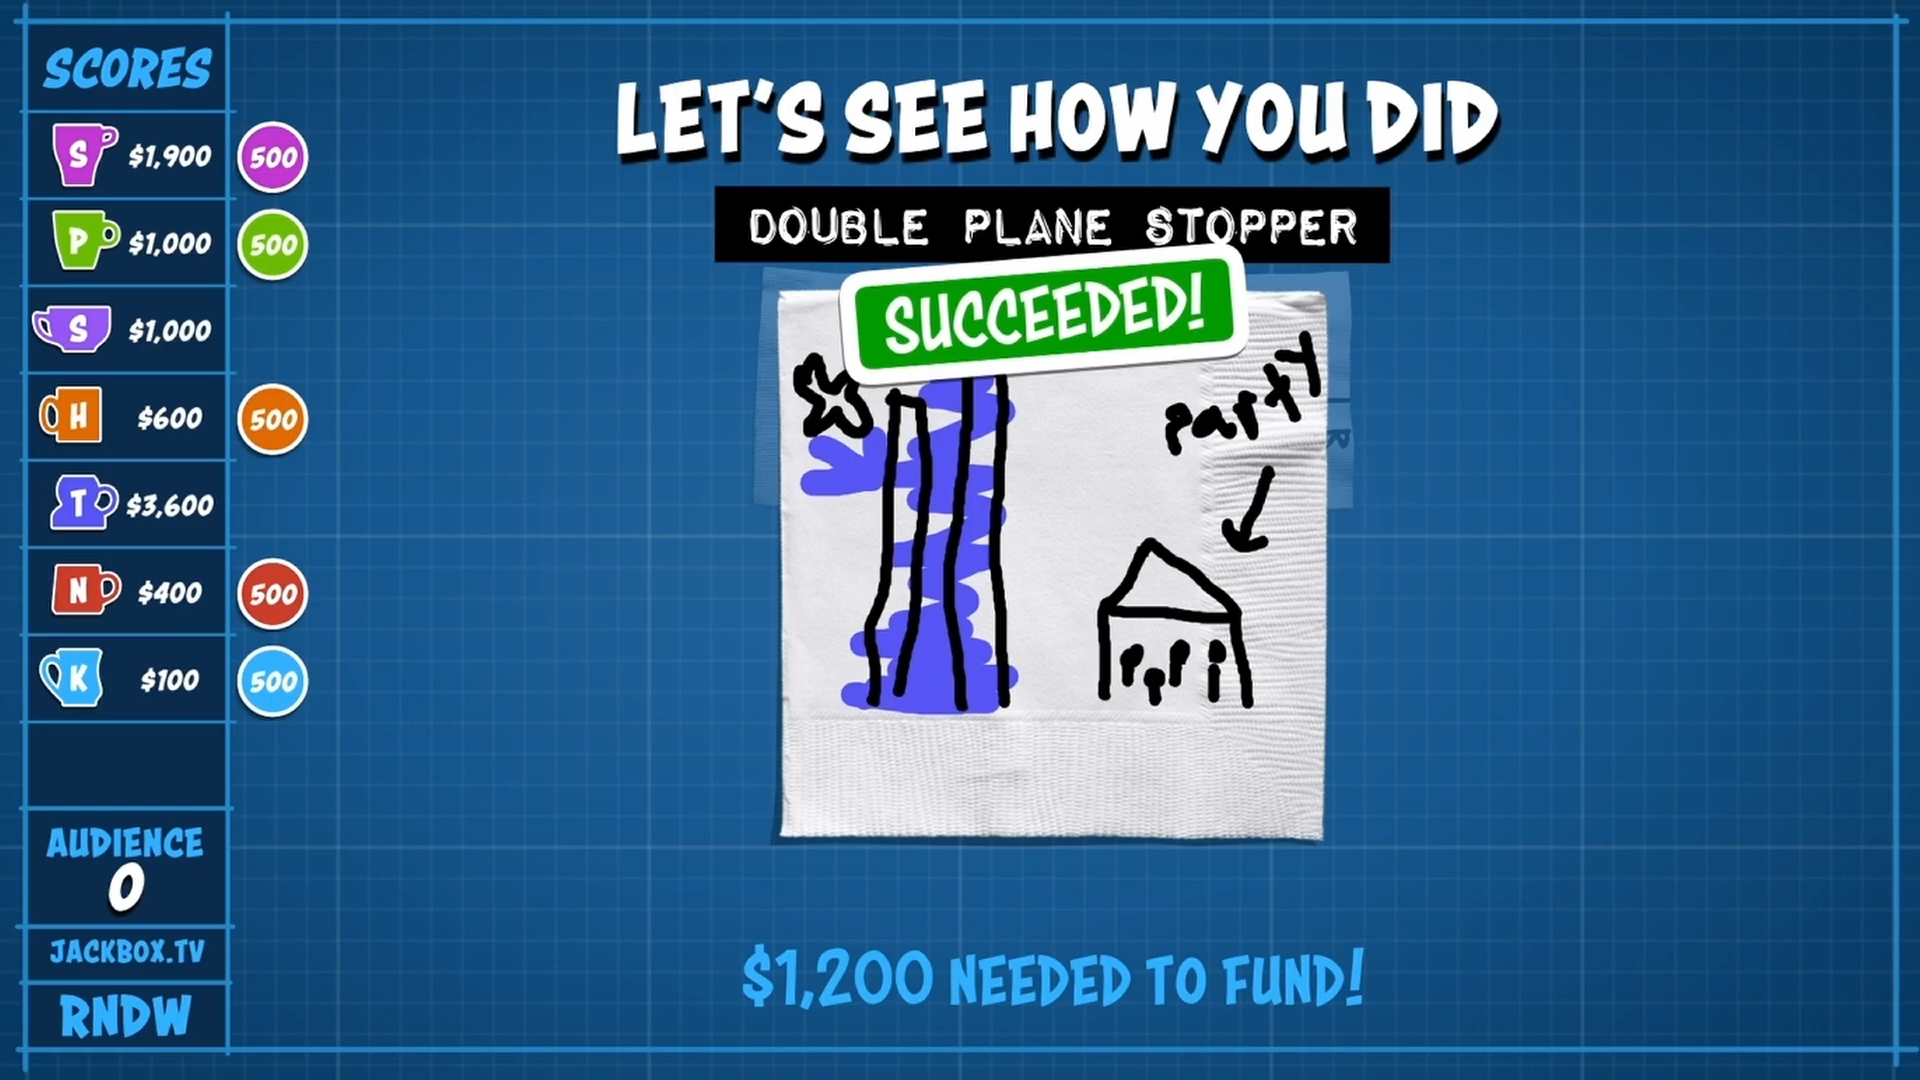 SCORES
S $1,900 500
P $1,000 500
S $1,000
H $600 500
T $3,600
N $400 500
K $100 500
AUDIENCE
0
JACKBOX.TV
RNDW
LET'S SEE HOW YOU DID
DOUBLE PLANE STOPPER
SUCCEEDED!
party
$1,200 NEEDED TO FUND!